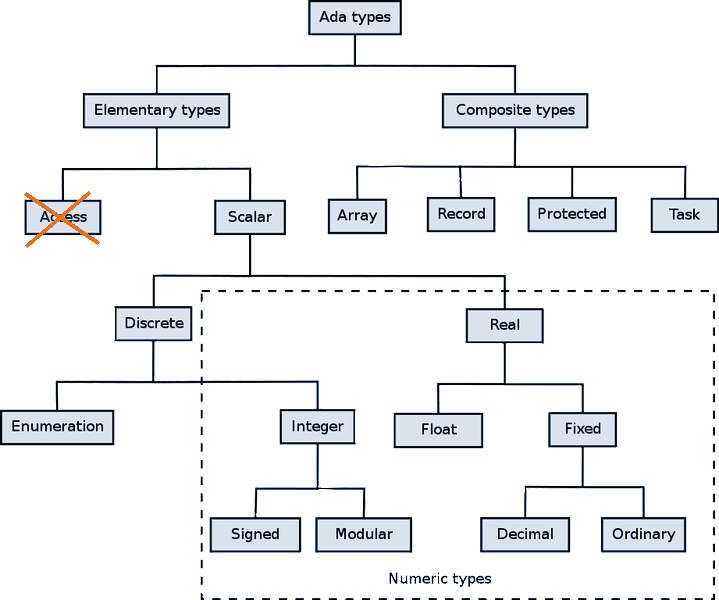 Ada types
Elementary types
Composite types
Access
Scalar
Array
Record
Protected
Task
Discrete
Real
Enumeration
Integer
Float
Fixed
Signed
Modular
Decimal
Ordinary
Numeric types